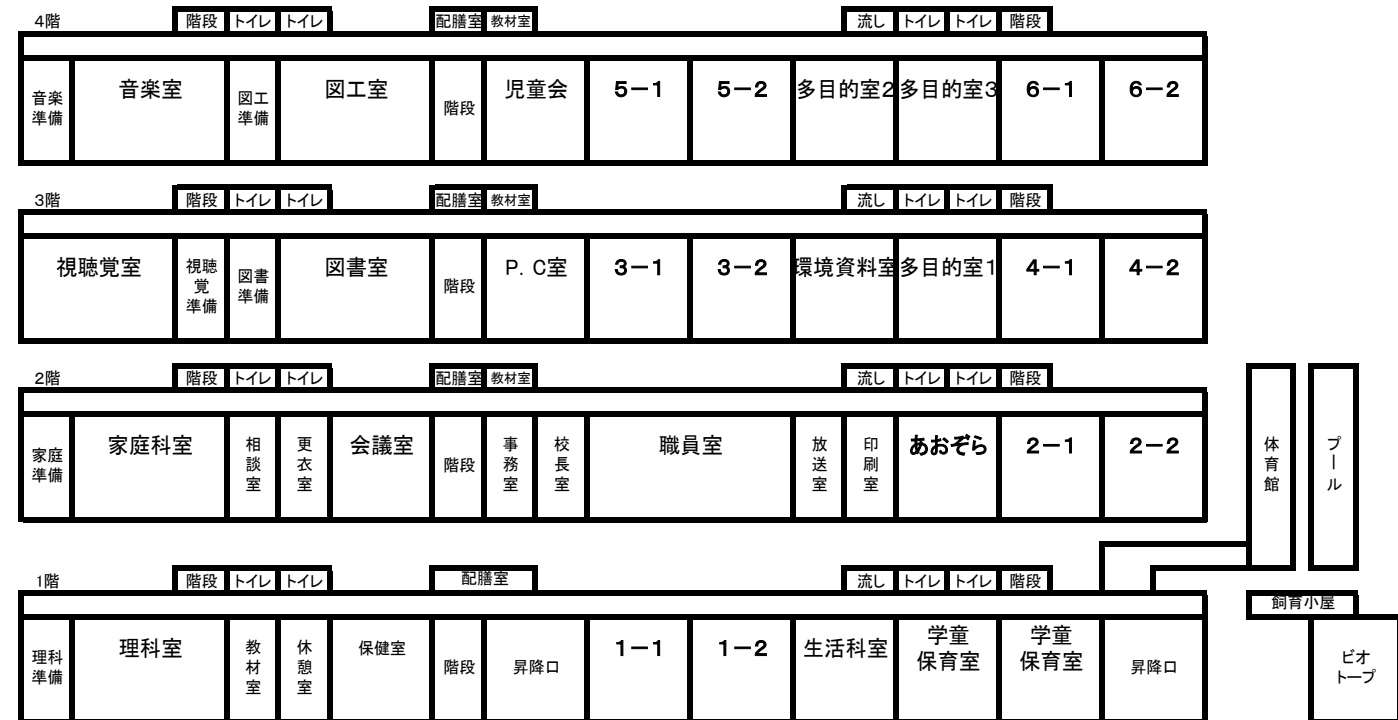 4階
階段 トイレ トイレ 配膳室 教材室 流し トイレ トイレ 階段
音楽
準備
音楽室
図工
準備
図工室
階段
児童会
5－1
5－2
多目的室2
多目的室3
6－1
6－2
3階
階段 トイレ トイレ 配膳室 教材室 流し トイレ トイレ 階段
視聴覚室
視聴
覚
準備
図書
準備
図書室
階段
P．C室
3－1
3－2
環境資料室
多目的室1
4－1
4－2
2階
階段 トイレ トイレ 配膳室 教材室 流し トイレ トイレ 階段
家庭
準備
家庭科室
相談室
更衣室
会議室
階段
事務室
校長室
職員室
放送室
印刷室
あおぞら
2－1
2－2
体育館
プール
1階
階段 トイレ トイレ 配膳室 流し トイレ トイレ 階段
理科
準備
理科室
教材室
休憩室
保健室
階段
昇降口
1－1
1－2
生活科室
学童
保育室
学童
保育室
昇降口
飼育小屋
ビオ
トープ